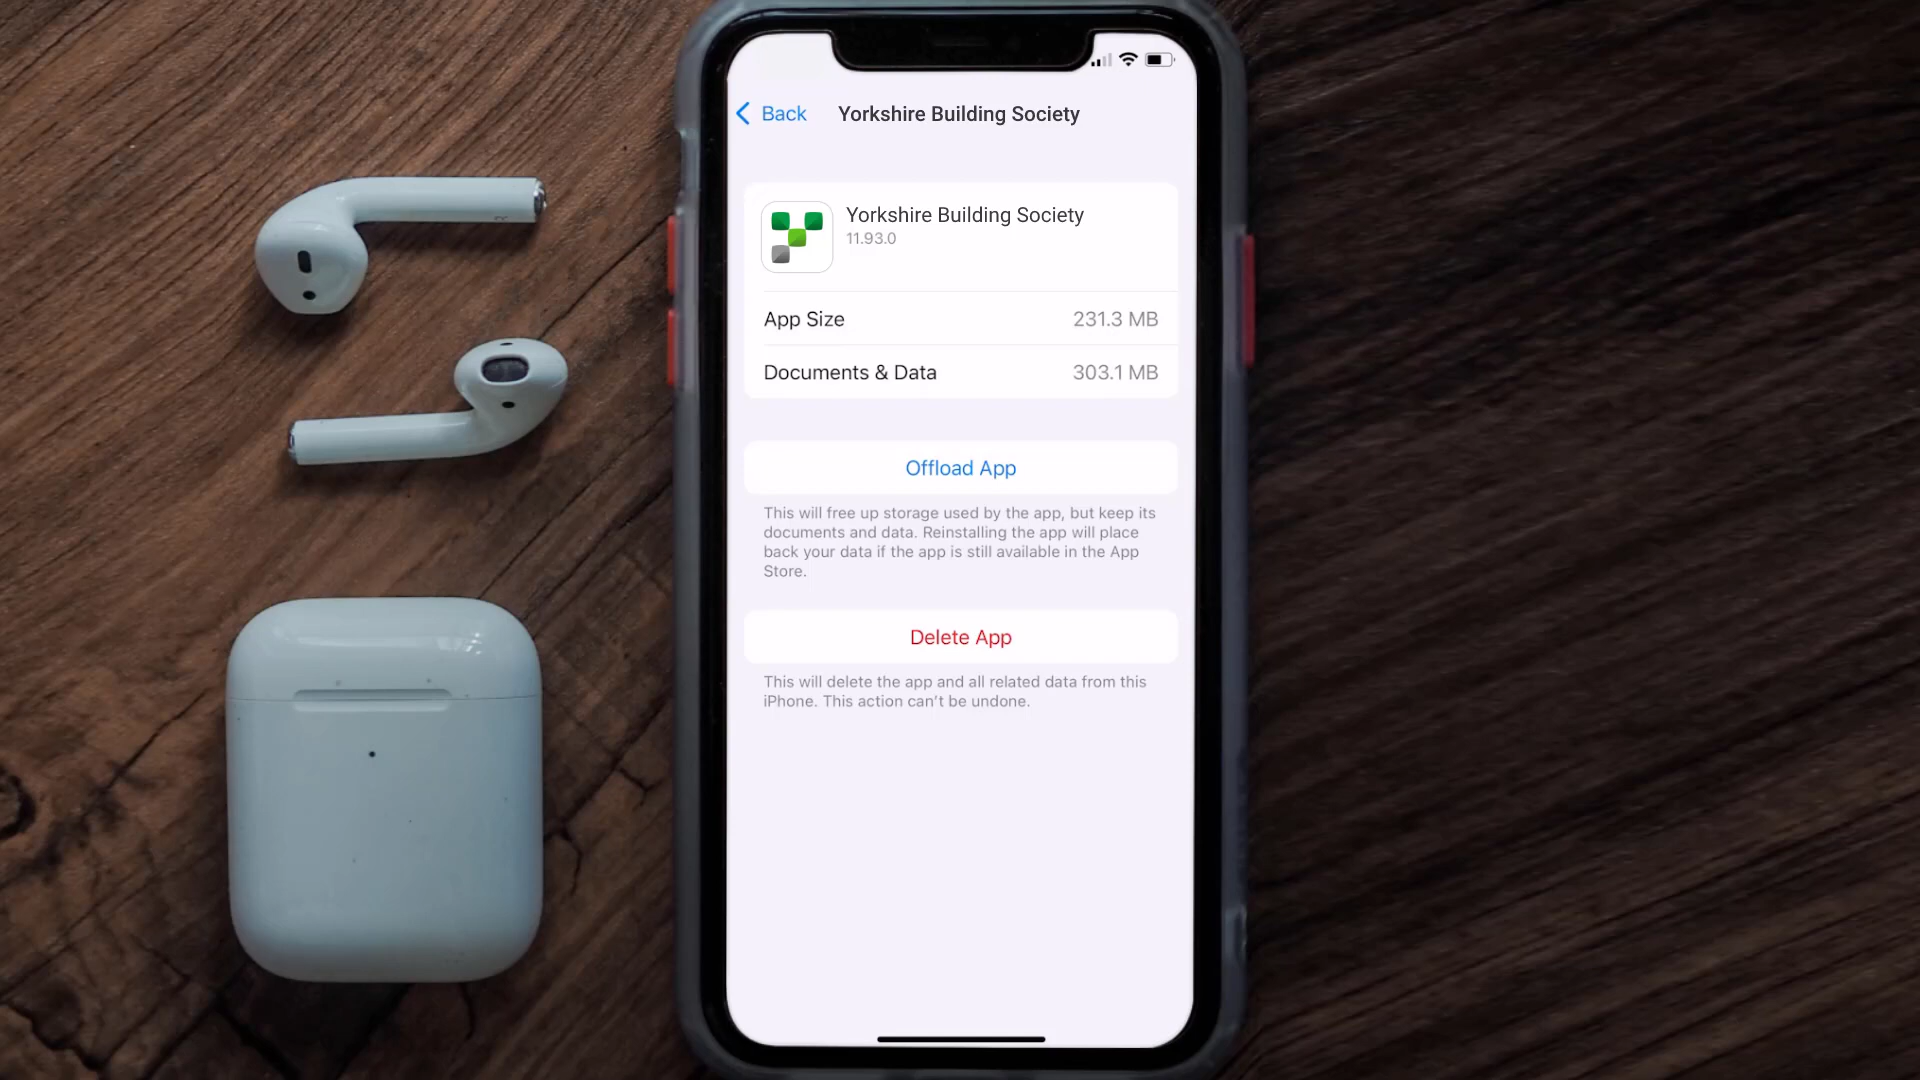 Back
Yorkshire Building Society
Yorkshire Building Society
11.93.0
App Size 231.3 MB
Documents & Data 303.1 MB
Offload App
This will free up storage used by the app, but keep its
documents and data. Reinstalling the app will place
back your data if the app is still available in the App
Store.
Delete App
This will delete the app and all related data from this
iPhone. This action can't be undone.